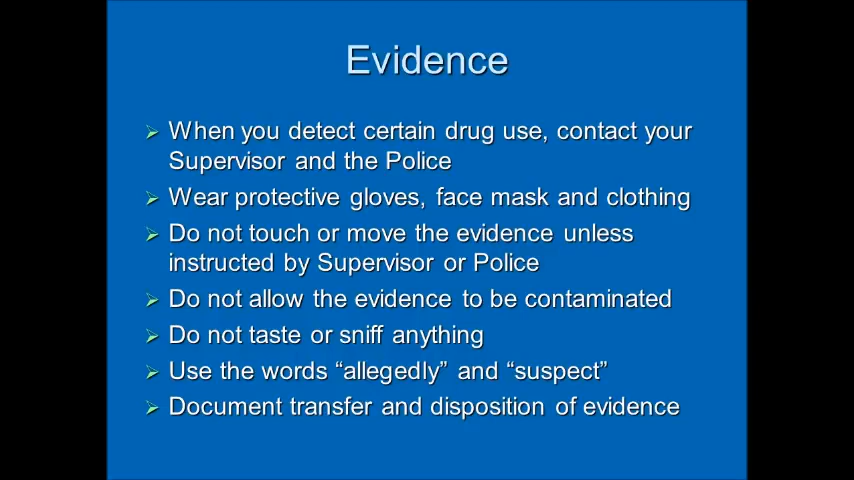 Evidence
When you detect certain drug use, contact your
Supervisor and the Police
Wear protective gloves, face mask and clothing
Do not touch or move the evidence unless
instructed by Supervisor or Police
Do not allow the evidence to be contaminated
Do not taste or sniff anything
Use the words “allegedly” and “suspect”
Document transfer and disposition of evidence